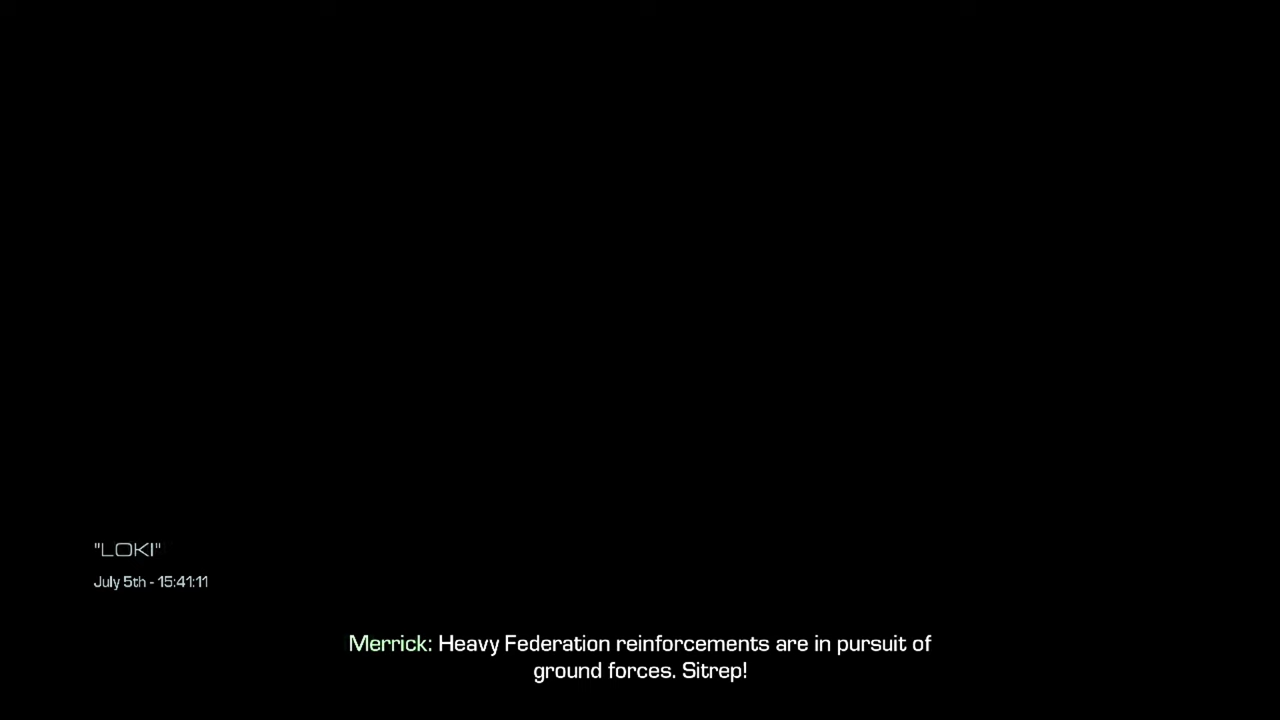 "LOKI"
July 5th - 15:41:11
Merrick: Heavy Federation reinforcements are in pursuit of
ground forces. Sitrep!